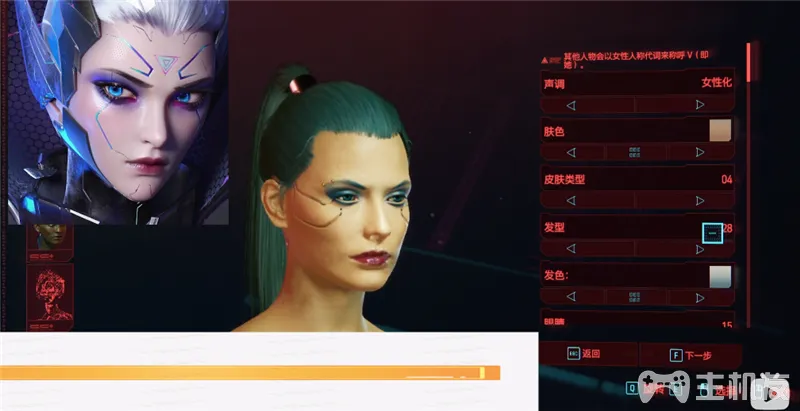 其他人物会以女性人称代词来称呼 V（即
她）。
声调
女性化
肤色
皮肤类型
04
发型
28
发色：
眼睛
15
返回
F
下一步
Q
主机卷